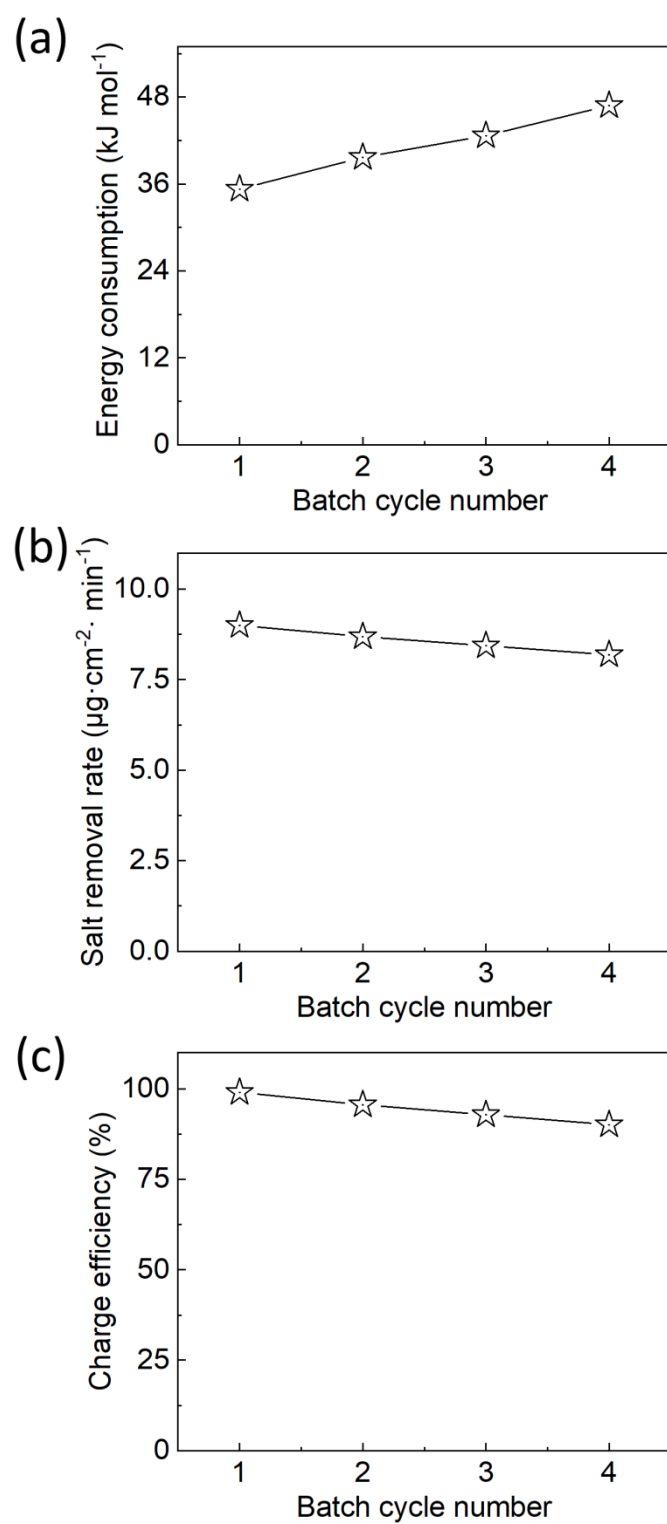 (a)
Energy consumption (kJ mol⁻¹)
48
36
24
12
0
1 2 3 4
Batch cycle number
(b)
Salt removal rate (μg·cm⁻²· min⁻¹)
10.0
7.5
5.0
2.5
0.0
1 2 3 4
Batch cycle number
(c)
Charge efficiency (%)
100
75
50
25
0
1 2 3 4
Batch cycle number